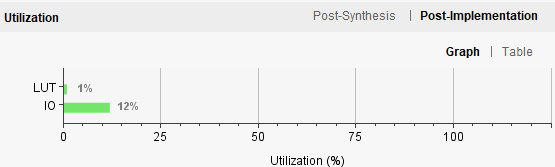 Utilization Post-Synthesis | Post-Implementation
Graph | Table
LUT 1%
IO 12%
0 25 50 75 100
Utilization (%)